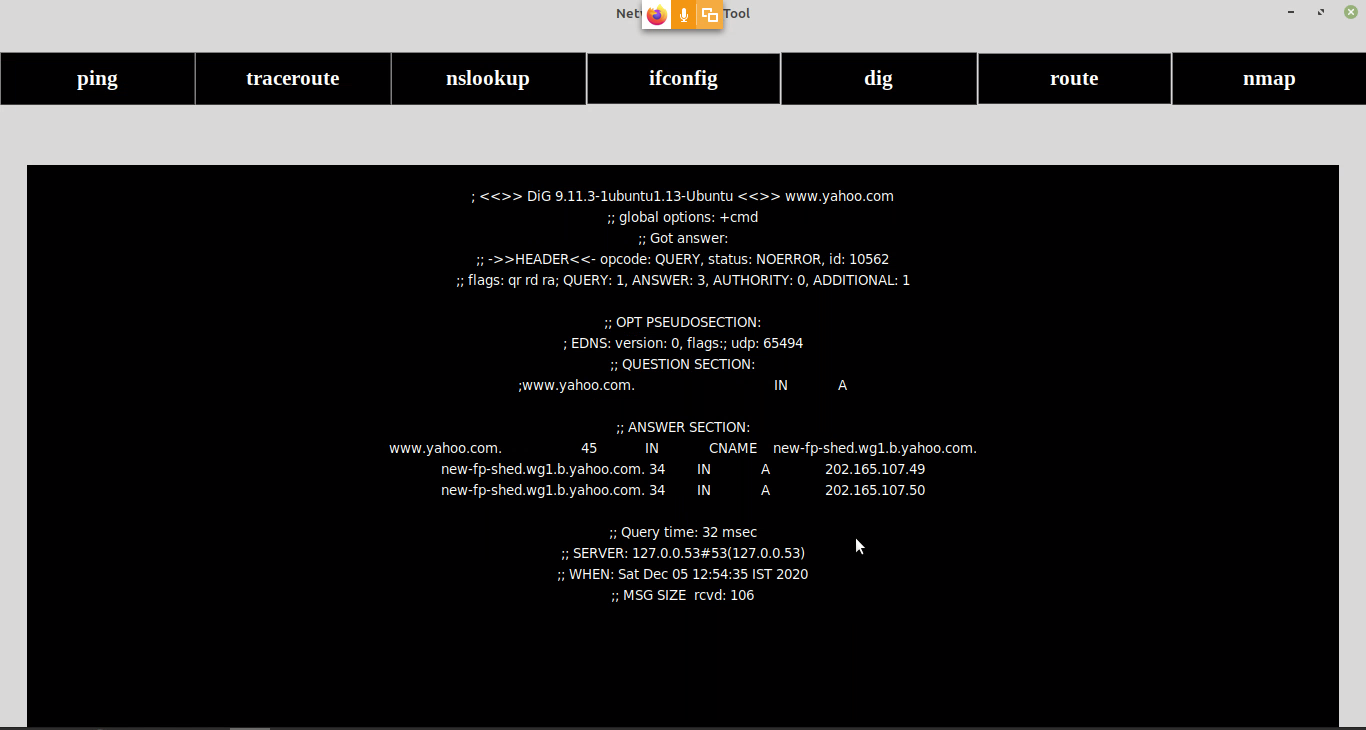 Net Tool
ping traceroute nslookup ifconfig dig route nmap
; <<>> DiG 9.11.3-1ubuntu1.13-Ubuntu <<>> www.yahoo.com
;; global options: +cmd
;; Got answer:
;; ->>HEADER<<- opcode: QUERY, status: NOERROR, id: 10562
;; flags: qr rd ra; QUERY: 1, ANSWER: 3, AUTHORITY: 0, ADDITIONAL: 1
;; OPT PSEUDOSECTION:
; EDNS: version: 0, flags:; udp: 65494
;; QUESTION SECTION:
;www.yahoo.com. IN A
;; ANSWER SECTION:
www.yahoo.com. 45 IN CNAME new-fp-shed.wg1.b.yahoo.com.
new-fp-shed.wg1.b.yahoo.com. 34 IN A 202.165.107.49
new-fp-shed.wg1.b.yahoo.com. 34 IN A 202.165.107.50
;; Query time: 32 msec
;; SERVER: 127.0.0.53#53(127.0.0.53)
;; WHEN: Sat Dec 05 12:54:35 IST 2020
;; MSG SIZE rcvd: 106